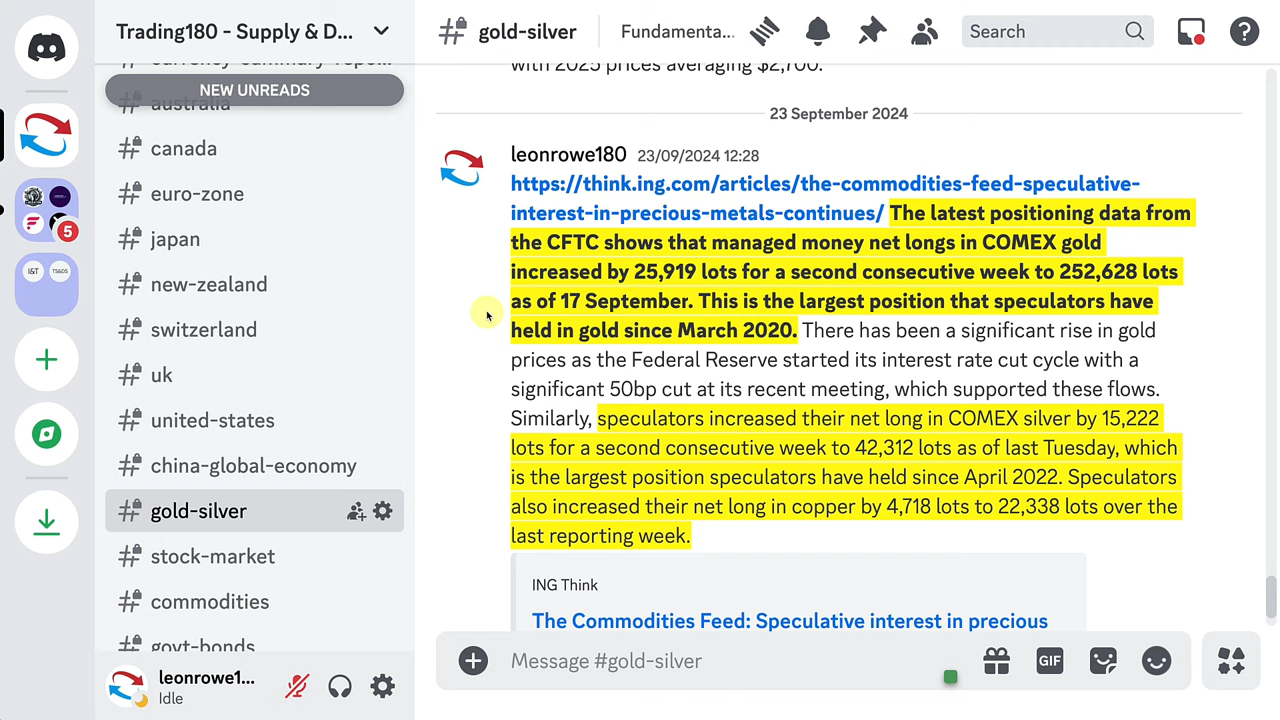 Trading180 - Supply & D...
gold-silver
Fundamenta...
Search
currency-summary-repo...
NEW UNREADS
australia
canada
euro-zone
japan
new-zealand
switzerland
uk
united-states
china-global-economy
gold-silver
stock-market
commodities
govt-bonds
5
I&T
TS&DS
leonrowe1...
Idle
with 2025 prices averaging $2,700.
23 September 2024
leonrowe180 23/09/2024 12:28
https://think.ing.com/articles/the-commodities-feed-speculative-
interest-in-precious-metals-continues/ The latest positioning data from
the CFTC shows that managed money net longs in COMEX gold
increased by 25,919 lots for a second consecutive week to 252,628 lots
as of 17 September. This is the largest position that speculators have
held in gold since March 2020. There has been a significant rise in gold
prices as the Federal Reserve started its interest rate cut cycle with a
significant 50bp cut at its recent meeting, which supported these flows.
Similarly, speculators increased their net long in COMEX silver by 15,222
lots for a second consecutive week to 42,312 lots as of last Tuesday, which
is the largest position speculators have held since April 2022. Speculators
also increased their net long in copper by 4,718 lots to 22,338 lots over the
last reporting week.
ING Think
The Commodities Feed: Speculative interest in precious
Message #gold-silver
GIF